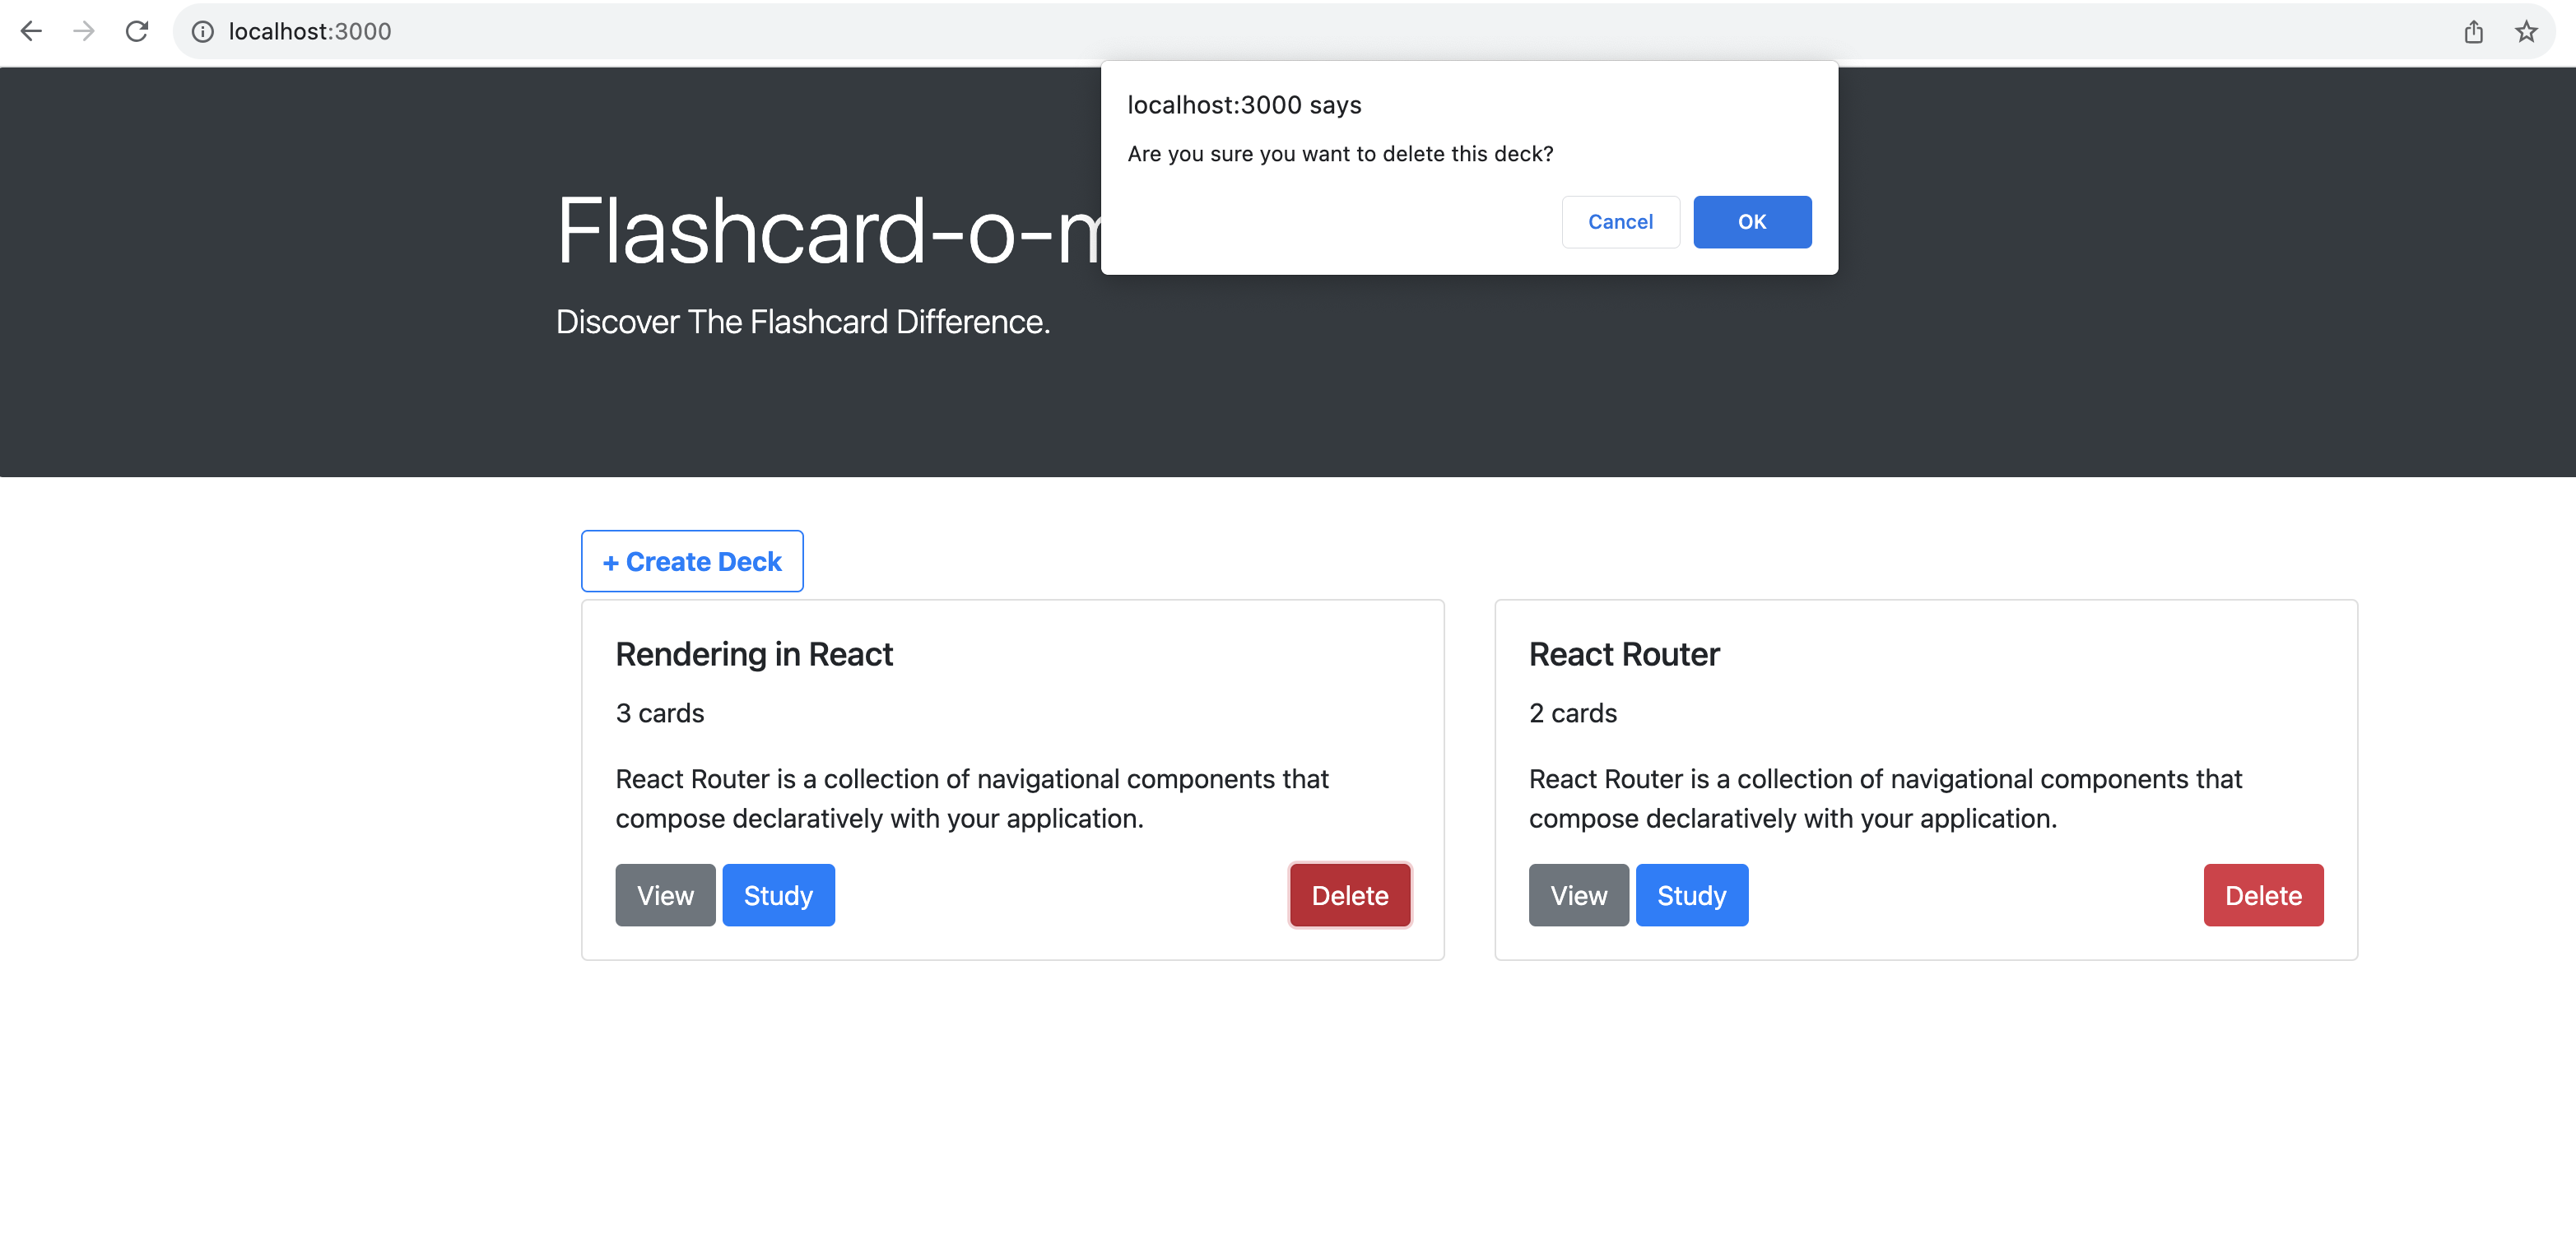 localhost:3000
localhost:3000 says
Are you sure you want to delete this deck?
Cancel
OK
Flashcard-o-m
Discover The Flashcard Difference.
+ Create Deck
Rendering in React
3 cards
React Router is a collection of navigational components that
compose declaratively with your application.
View
Study
Delete
React Router
2 cards
React Router is a collection of navigational components that
compose declaratively with your application.
View
Study
Delete